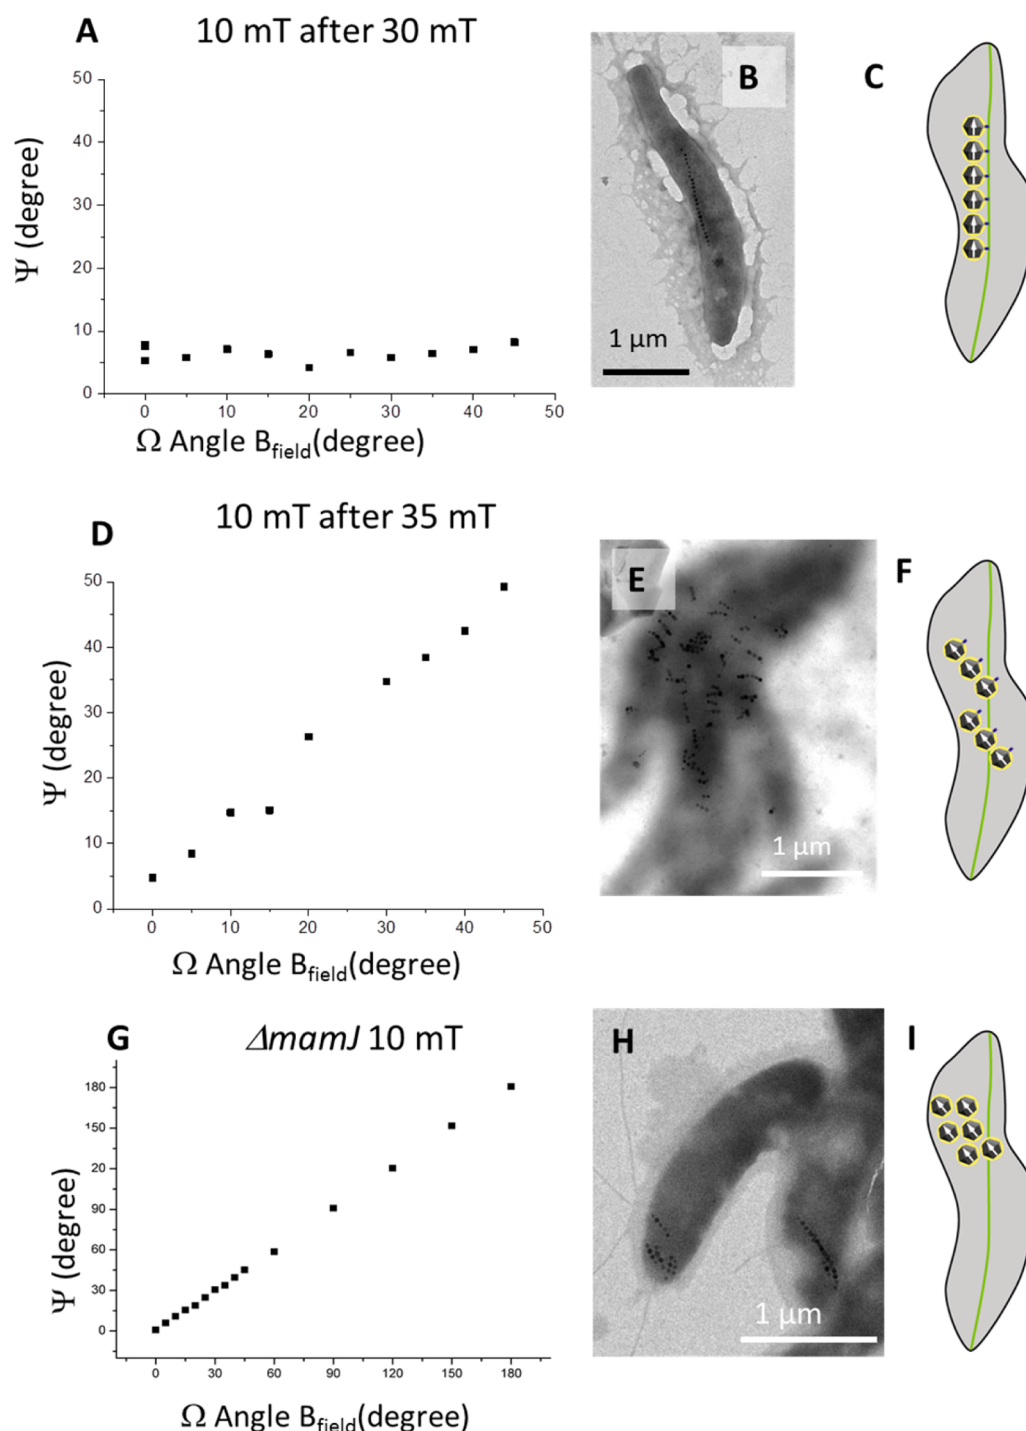 A
10 mT after 30 mT
B
C
50
40
30
20
10
0
Ψ (degree)
0 10 20 30 40 50
Ω Angle Bfield(degree)
1 µm
D
10 mT after 35 mT
E
F
50
40
30
20
10
0
Ψ (degree)
0 10 20 30 40 50
Ω Angle Bfield(degree)
1 µm
G
ΔmamJ 10 mT
H
I
180
150
20
90
60
30
0
Ψ (degree)
0 30 60 90 120 150 180
Ω Angle Bfield(degree)
1 µm